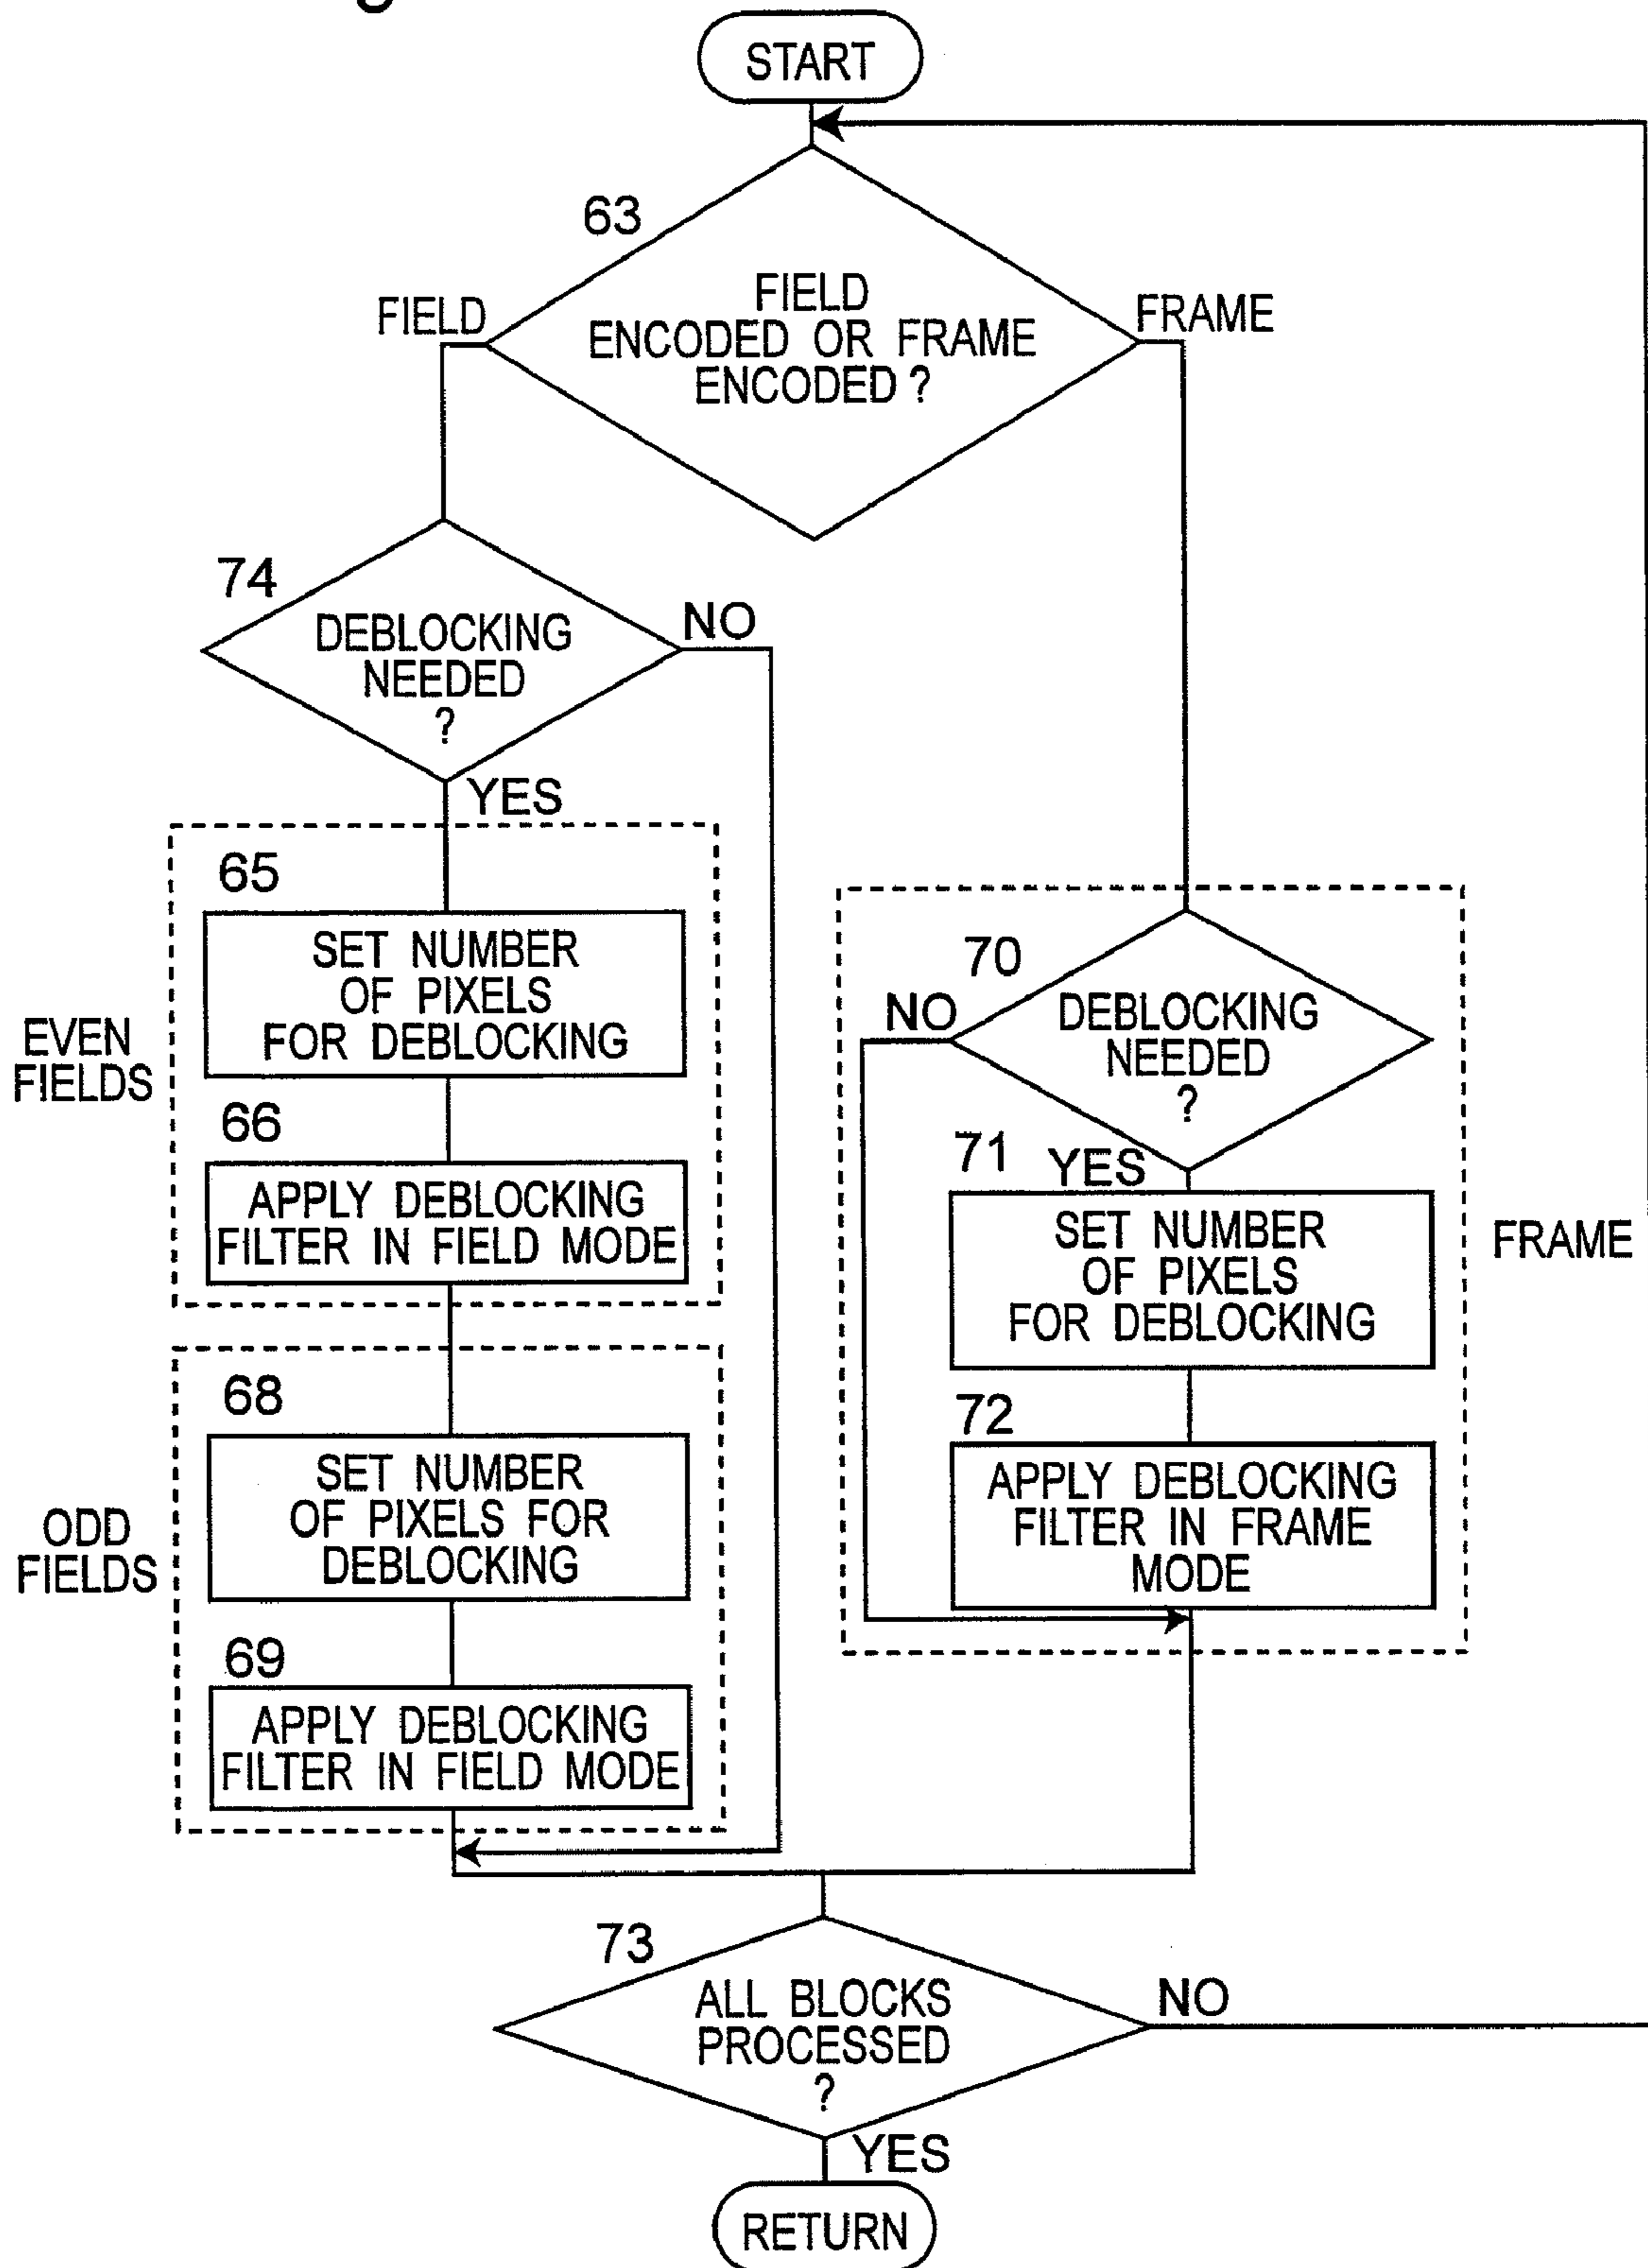 START
63
FIELD
ENCODED OR FRAME
ENCODED ?
FIELD
FRAME
74
DEBLOCKING
NEEDED
?
NO
YES
65
SET NUMBER
OF PIXELS
FOR DEBLOCKING
EVEN
FIELDS
66
APPLY DEBLOCKING
FILTER IN FIELD MODE
68
SET NUMBER
OF PIXELS FOR
DEBLOCKING
ODD
FIELDS
69
APPLY DEBLOCKING
FILTER IN FIELD MODE
70
NO
DEBLOCKING
NEEDED
?
71
YES
SET NUMBER
OF PIXELS
FOR DEBLOCKING
FRAME
72
APPLY DEBLOCKING
FILTER IN FRAME
MODE
73
ALL BLOCKS
PROCESSED
?
NO
YES
RETURN